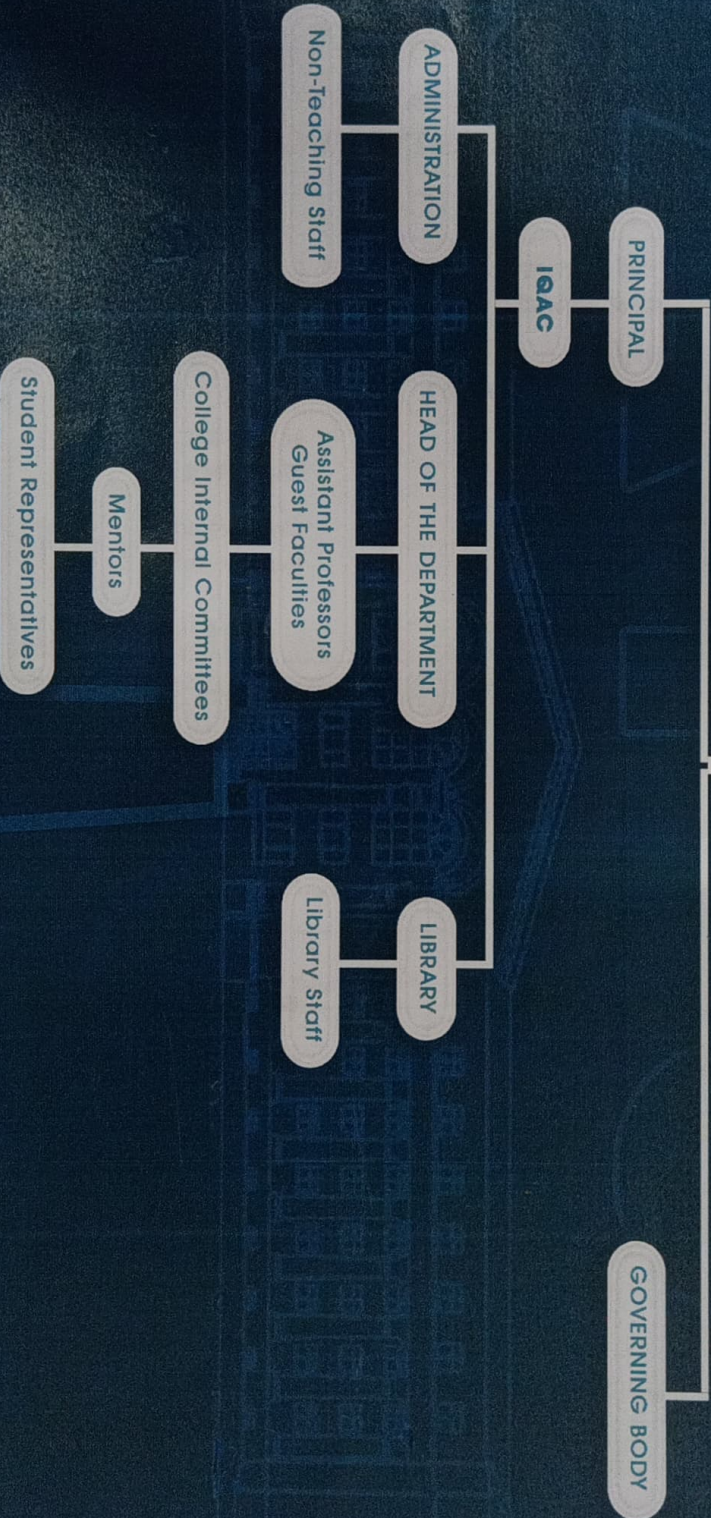 PRINCIPAL
GOVERNING BODY
IQAC
ADMINISTRATION
HEAD OF THE DEPARTMENT
LIBRARY
Non-Teaching Staff
Assistant Professors
Guest Faculties
Library Staff
College Internal Committees
Mentors
Student Representatives